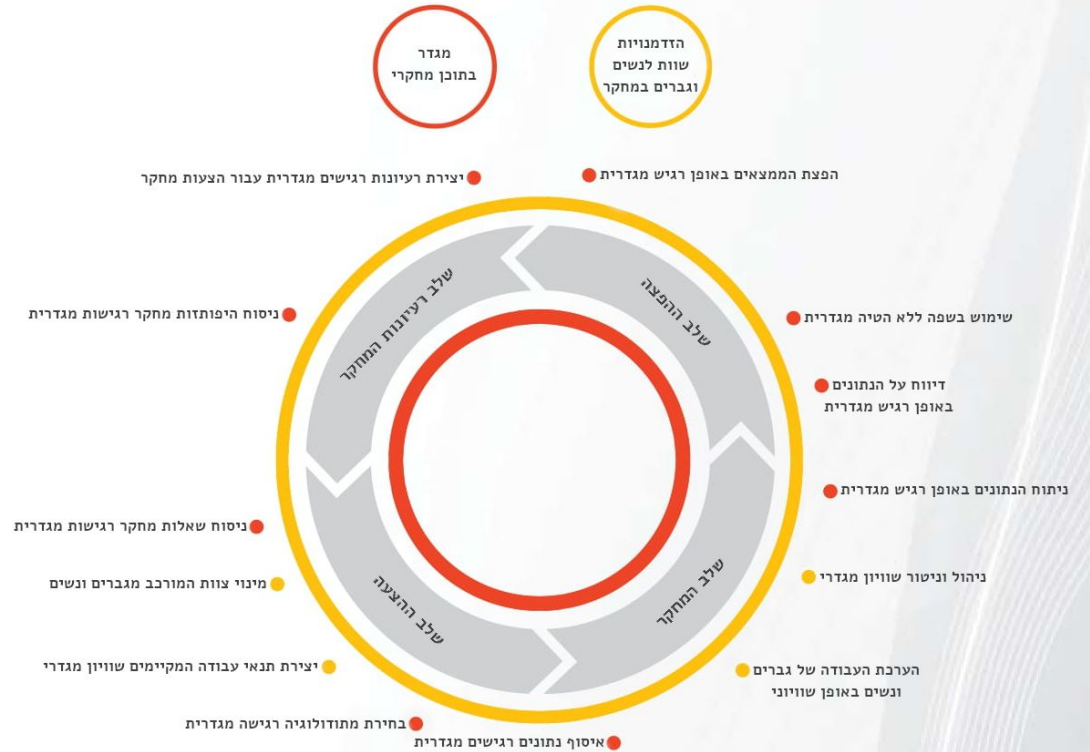 הזדמנויות
שוות לנשים
וגברים במחקר
מגדר
בתוכן מחקרי
הפצת הממצאים באופן רגיש מגדרית
יצירת רעיונות רגישים מגדרית עבור הצעות מחקר
שלב ההפצה
שלב רעיונות המחקר
שימוש בשפה ללא הטיה מגדרית
ניסוח היפותזות מחקר רגישות מגדרית
דיווח על הנתונים
באופן רגיש מגדרית
ניתוח הנתונים באופן רגיש מגדרית
ניסוח שאלות מחקר רגישות מגדרית
ניהול וניטור שוויון מגדרי
מינוי צוות המורכב מגברים ונשים
שלב המחקר
שלב ההצעה
הערכת העבודה של גברים
ונשים באופן שוויוני
יצירת תנאי עבודה המקיימים שוויון מגדרי
בחירת מתודולוגיה רגישה מגדרית
איסוף נתונים רגישים מגדרית